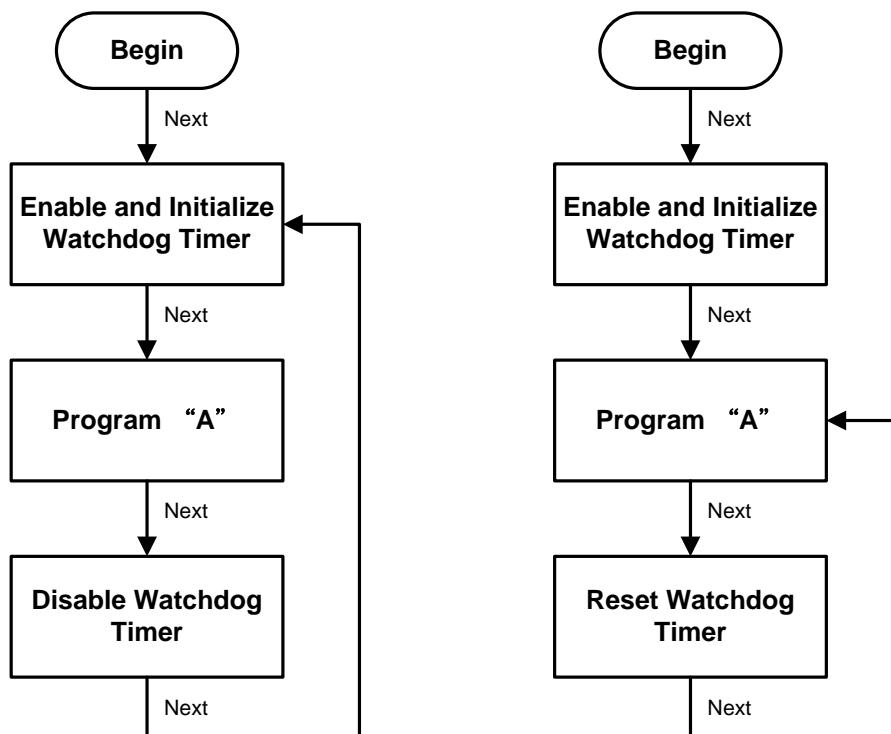 Begin
Next
Enable and Initialize
Watchdog Timer
Next
Program “A”
Next
Disable Watchdog
Timer
Next
Begin
Next
Enable and Initialize
Watchdog Timer
Next
Program “A”
Next
Reset Watchdog
Timer
Next